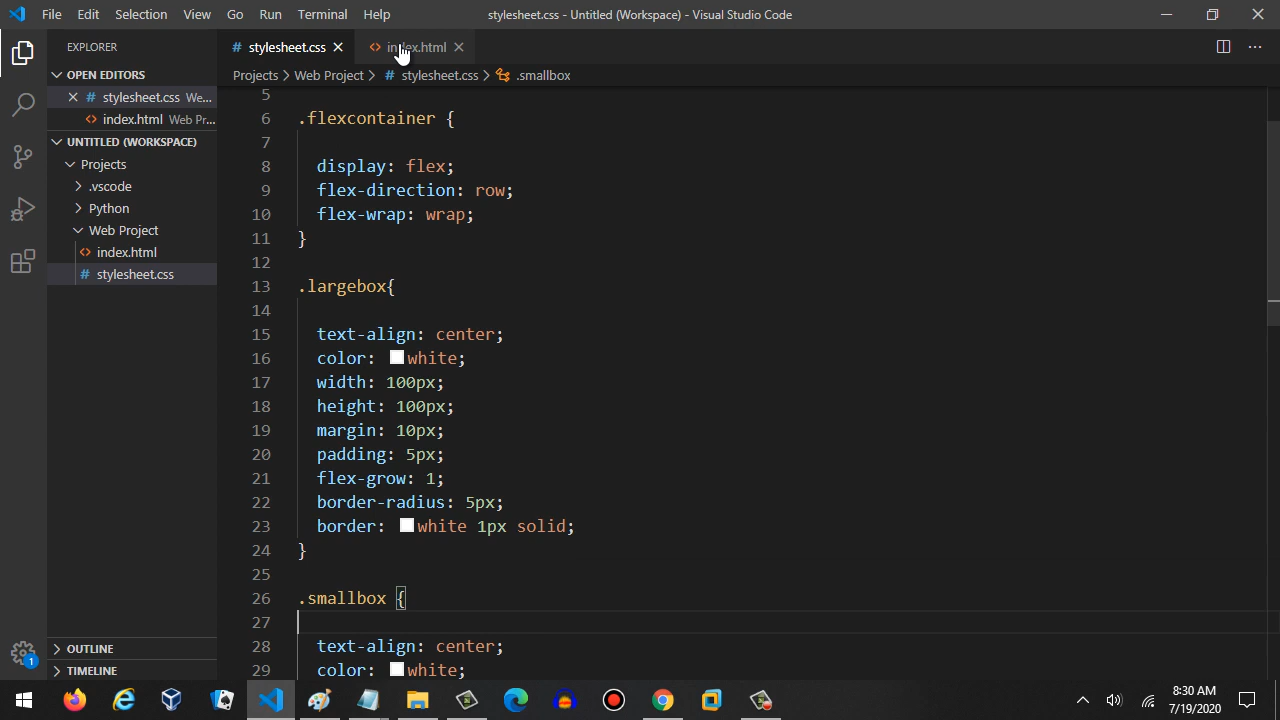 File Edit Selection View Go Run Terminal Help
stylesheet.css - Untitled (Workspace) - Visual Studio Code
EXPLORER
OPEN EDITORS
# stylesheet.css We...
<> index.html Web Pr...
UNTITLED (WORKSPACE)
Projects
.vscode
Python
Web Project
<> index.html
# stylesheet.css
OUTLINE
TIMELINE
1
# stylesheet.css
<> index.html
Projects > Web Project > # stylesheet.css > .smallbox
5
6 .flexcontainer {
7
8 display: flex;
9 flex-direction: row;
10 flex-wrap: wrap;
11 }
12
13 .largebox{
14
15 text-align: center;
16 color: white;
17 width: 100px;
18 height: 100px;
19 margin: 10px;
20 padding: 5px;
21 flex-grow: 1;
22 border-radius: 5px;
23 border: white 1px solid;
24 }
25
26 .smallbox {
27
28 text-align: center;
29 color: white;
8:30 AM
7/19/2020